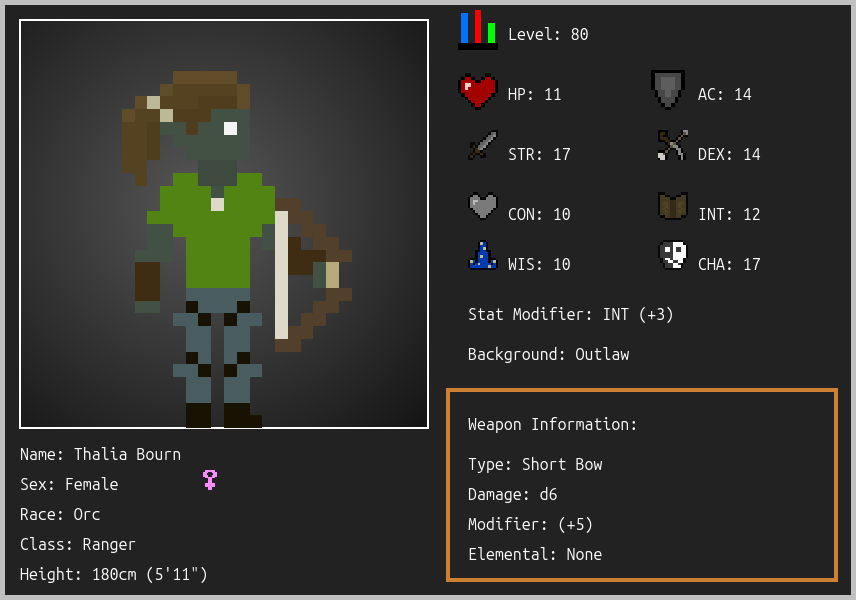 Level: 80
HP: 11
AC: 14
STR: 17
DEX: 14
CON: 10
INT: 12
WIS: 10
CHA: 17
Stat Modifier: INT (+3)
Background: Outlaw
Weapon Information:
Type: Short Bow
Damage: d6
Modifier: (+5)
Elemental: None
Name: Thalia Bourn
Sex: Female
Race: Orc
Class: Ranger
Height: 180cm (5'11")